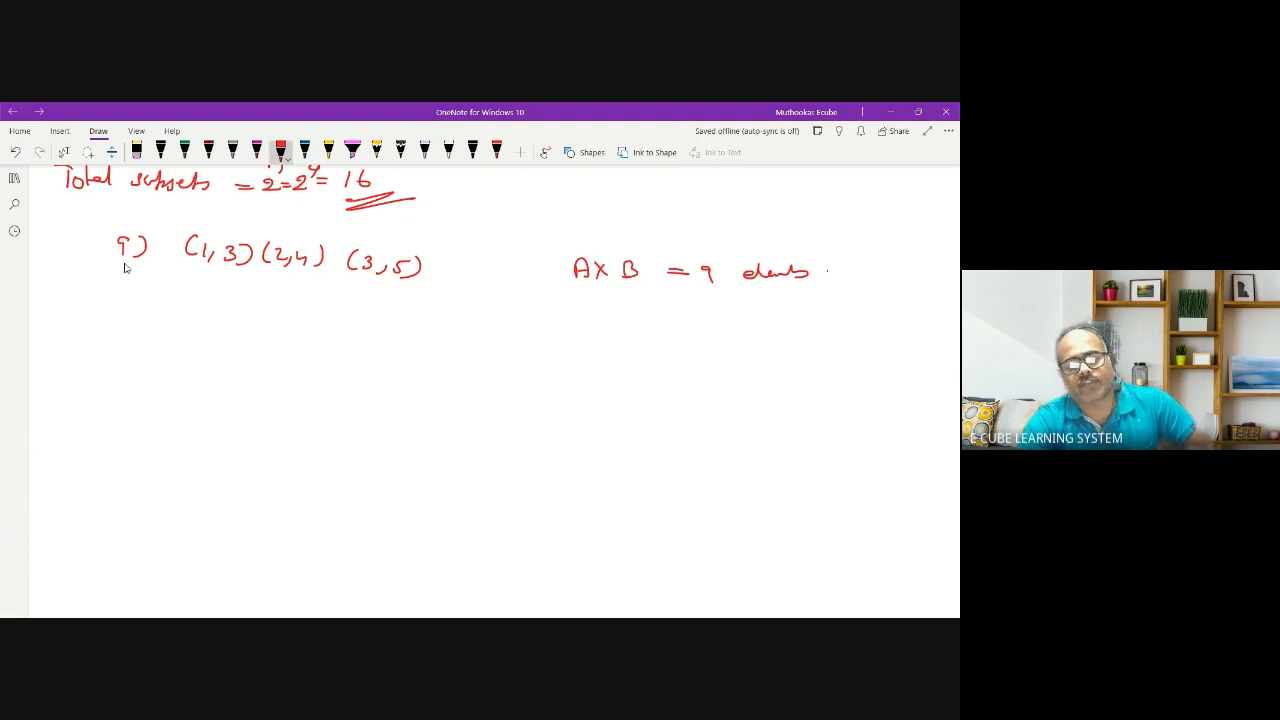 OneNote for Windows 10
Muthookas Ecube
Home Insert Draw View Help
Saved offline (auto-sync is off)
Share
Shapes Ink to Shape Ink to Text
Total subsets = 2 = 2 = 16
9) (1, 3) (2, 4) (3, 5)
A × B = 9
E CUBE LEARNING SYSTEM